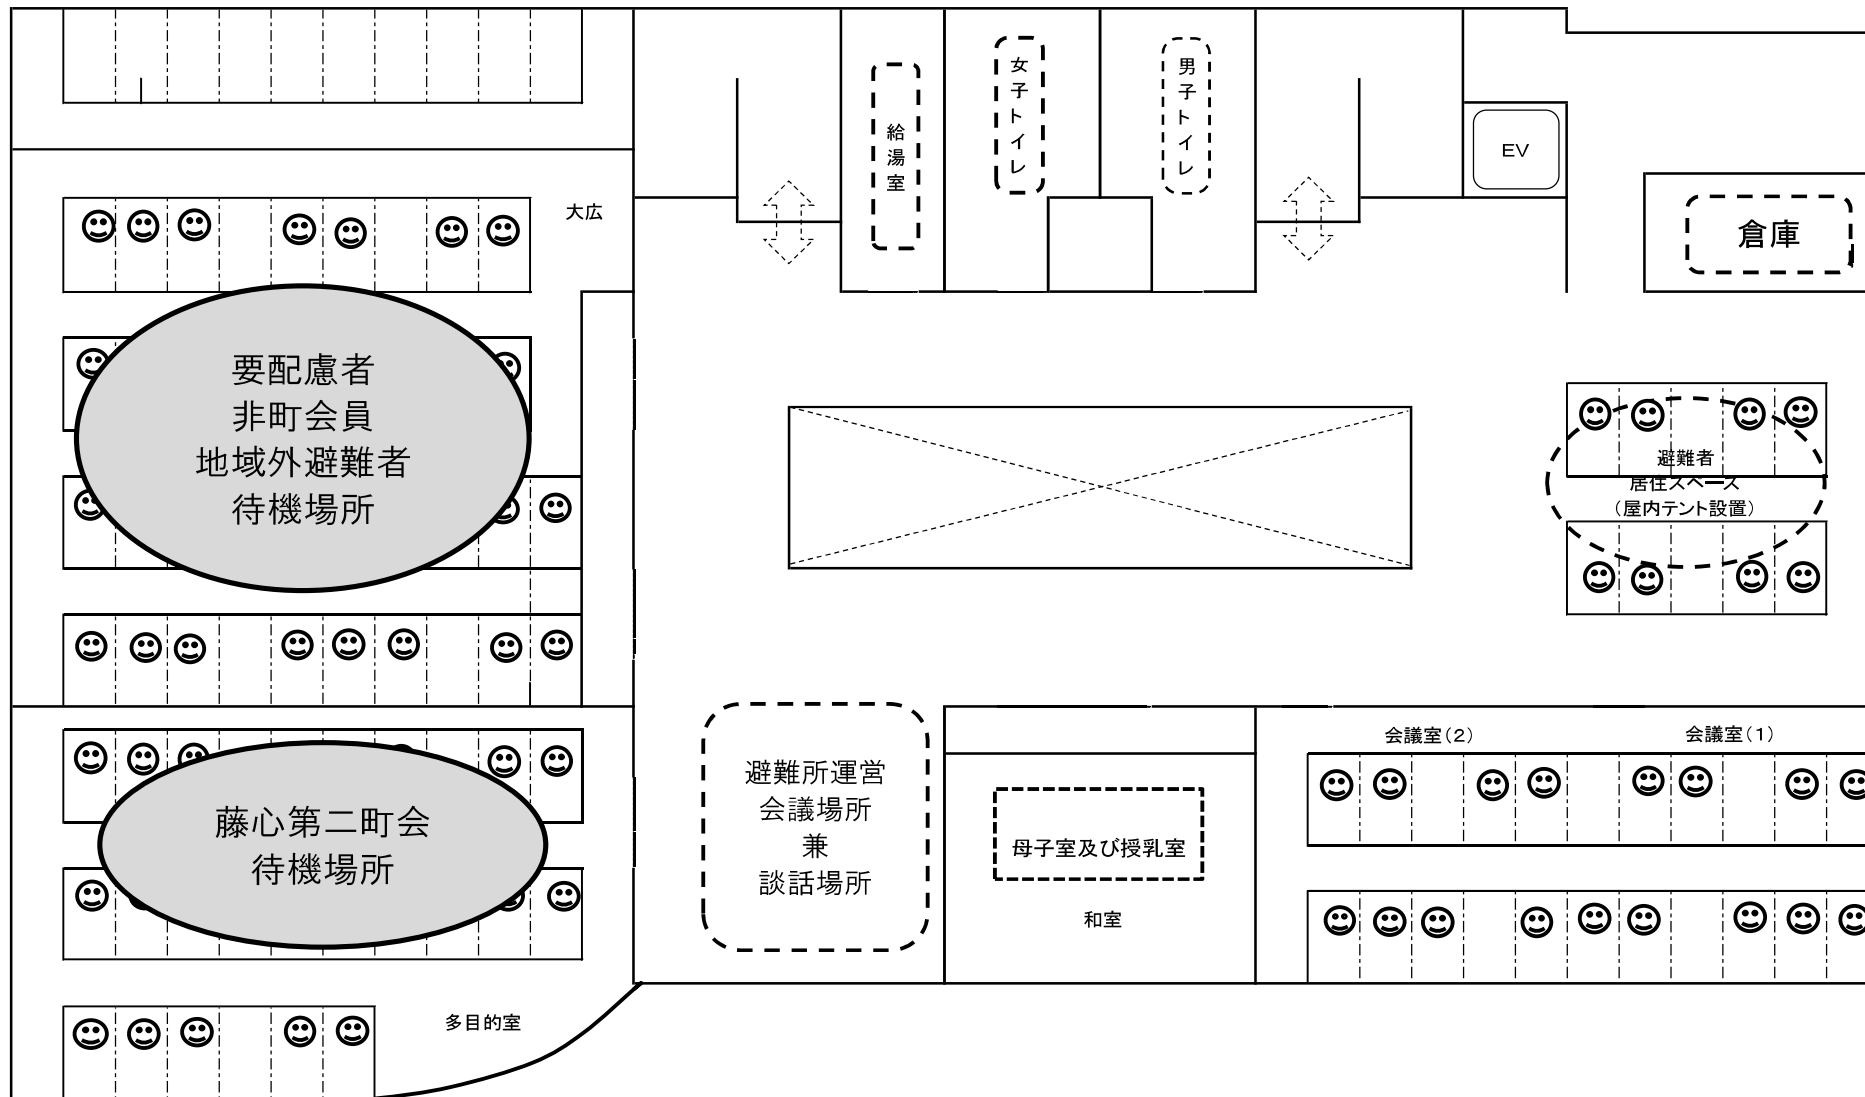 女子トイレ
男子トイレ
給湯室
EV
大広
倉庫
要配慮者
非町会員
地域外避難者
待機場所
避難者
居住スペース
（屋内テント設置）
会議室（2）
会議室（1）
避難所運営
会議場所
兼
談話場所
藤心第二町会
待機場所
母子室及び授乳室
和室
多目的室